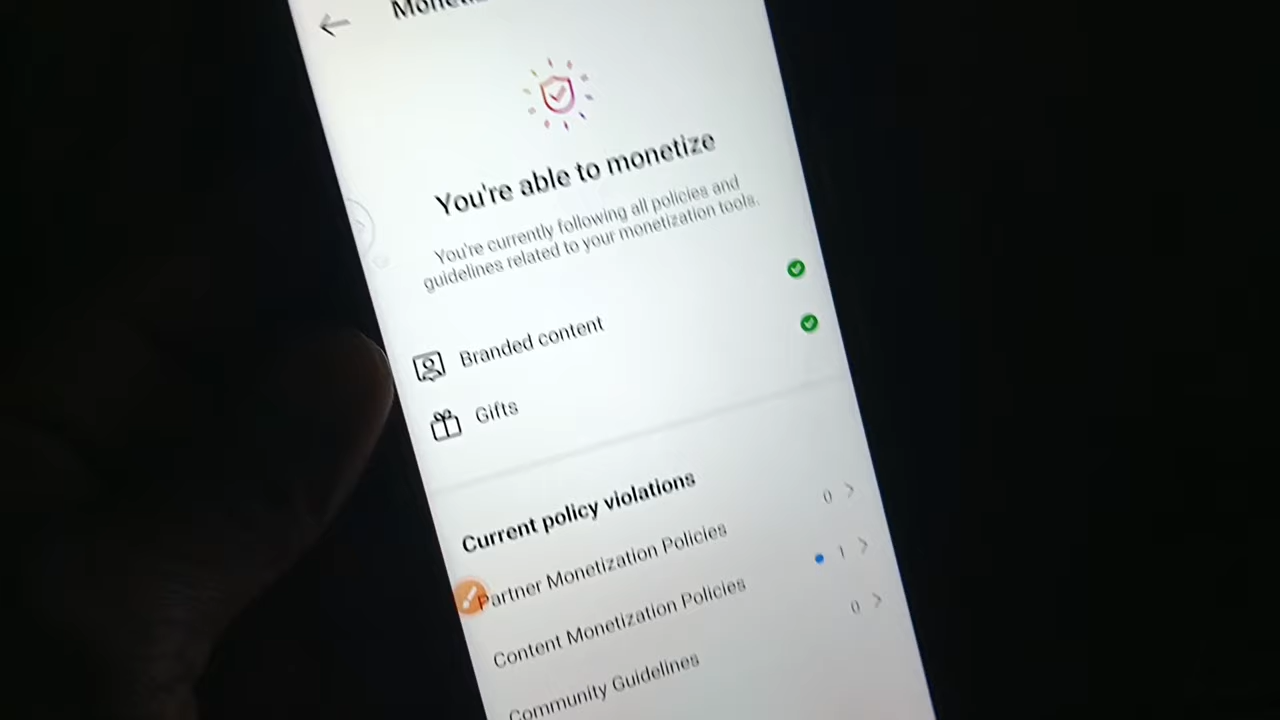 You're able to monetize
You're currently following all policies and
guidelines related to your monetization tools.
Branded content
Gifts
Current policy violations
Partner Monetization Policies 0
Content Monetization Policies 1
Community Guidelines 0